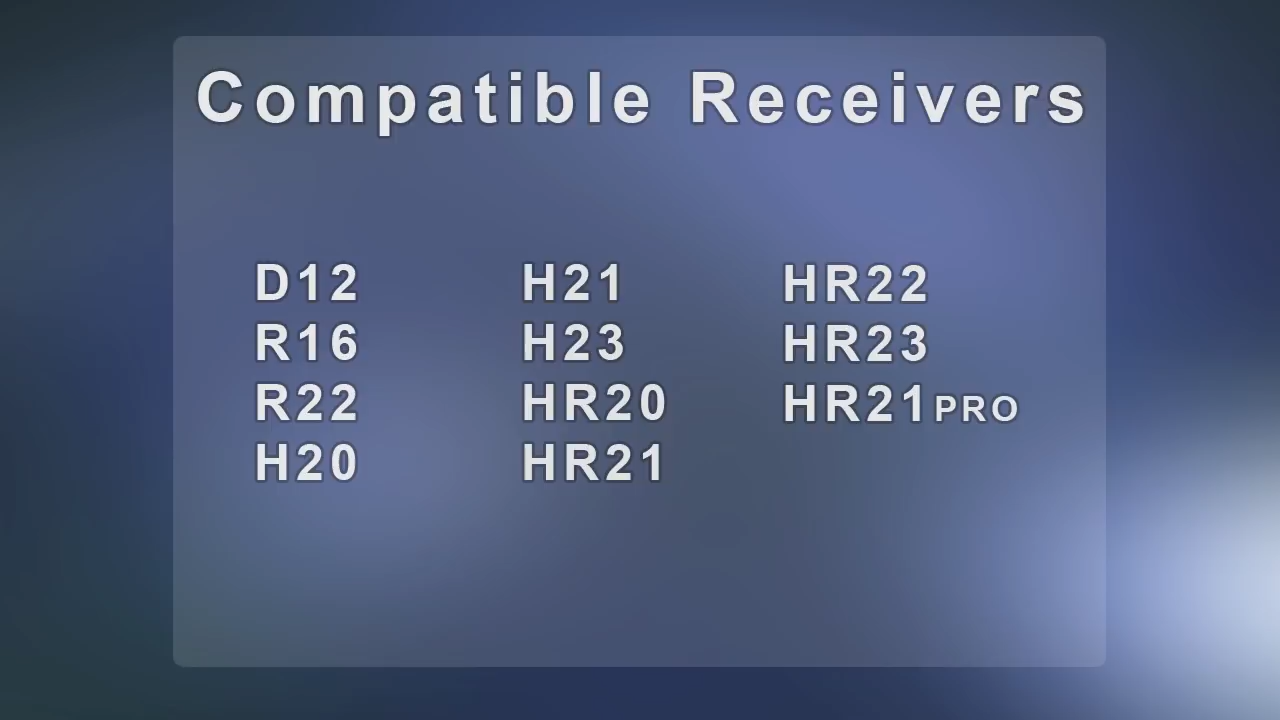 Compatible Receivers
D12
R16
R22
H20
H21
H23
HR20
HR21
HR22
HR23
HR21PRO